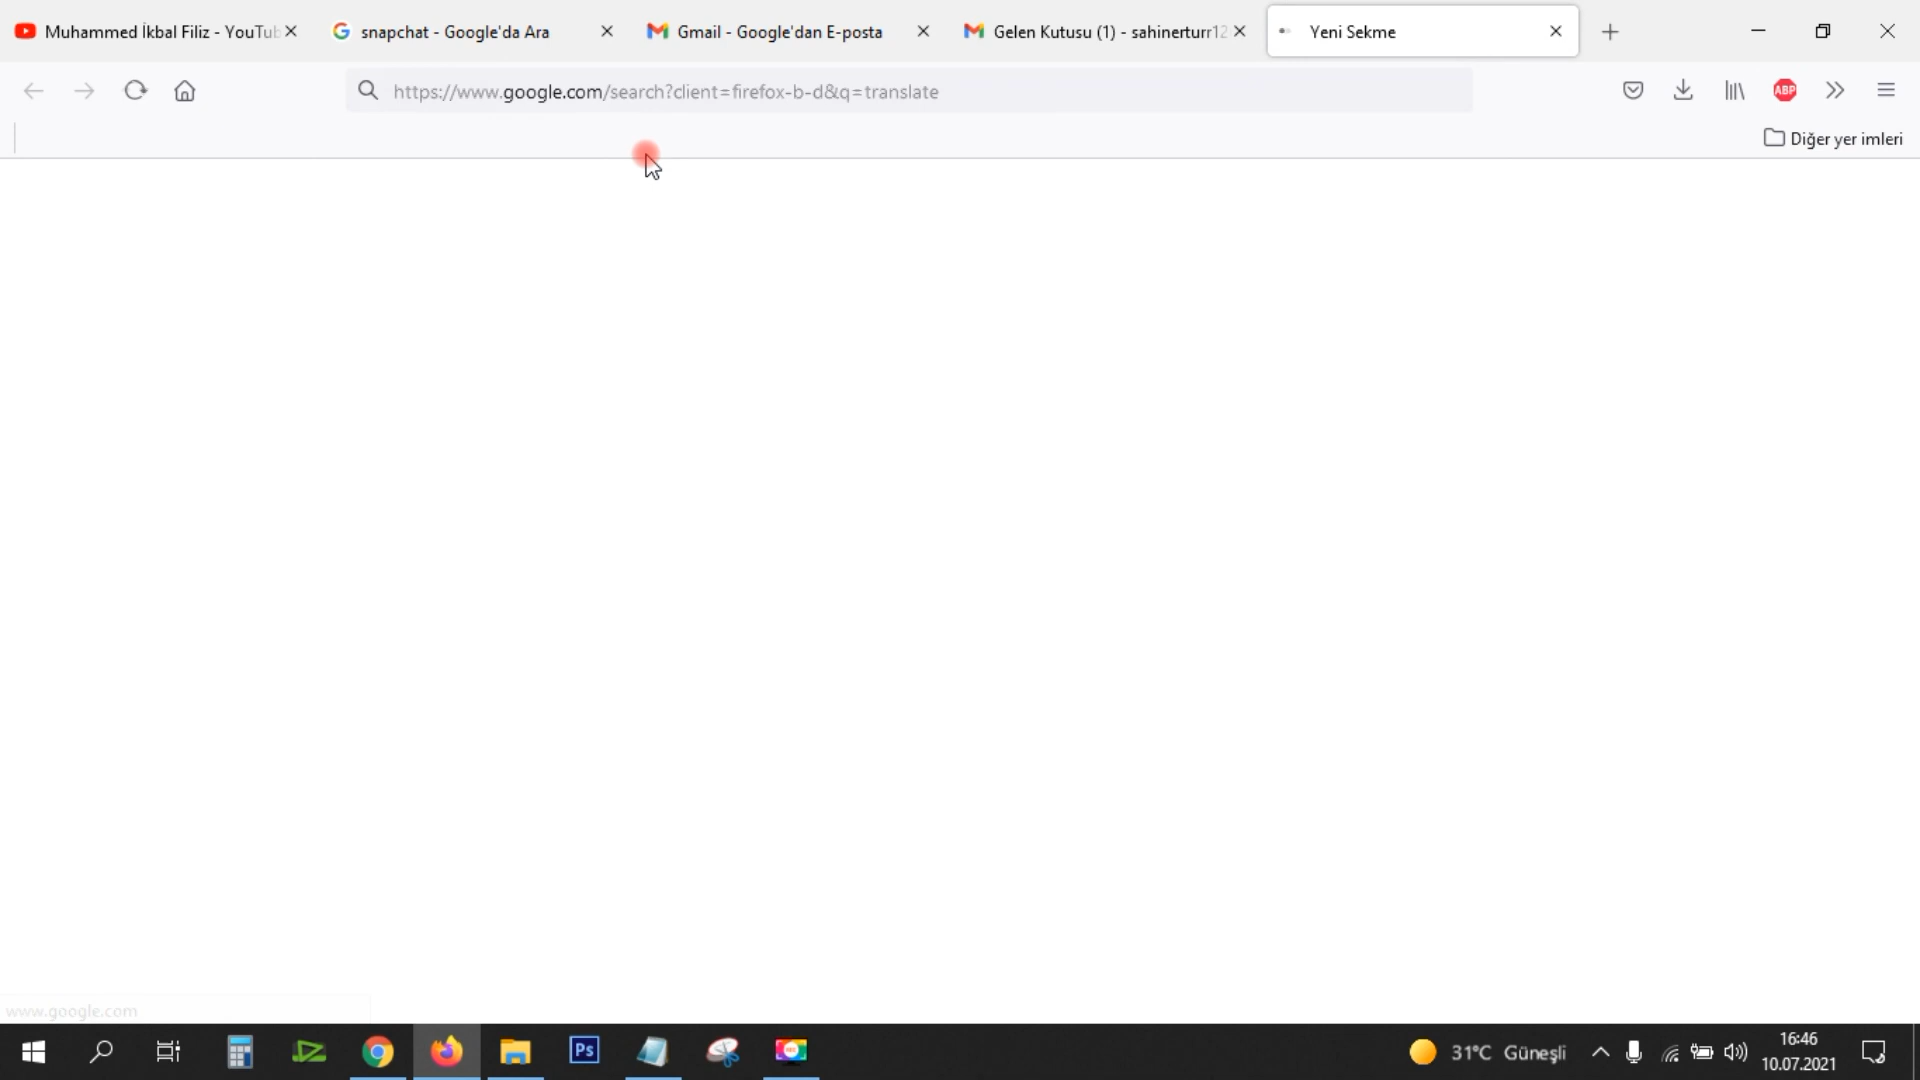 Muhammed İkbal Filiz - YouTub
snapchat - Google'da Ara
Gmail - Google'dan E-posta
Gelen Kutusu (1) - sahinerturr12
Yeni Sekme
https://www.google.com/search?client=firefox-b-d&q=translate
ABP
Diğer yer imleri
www.google.com
Ps
31°C Güneşli
16:46
10.07.2021